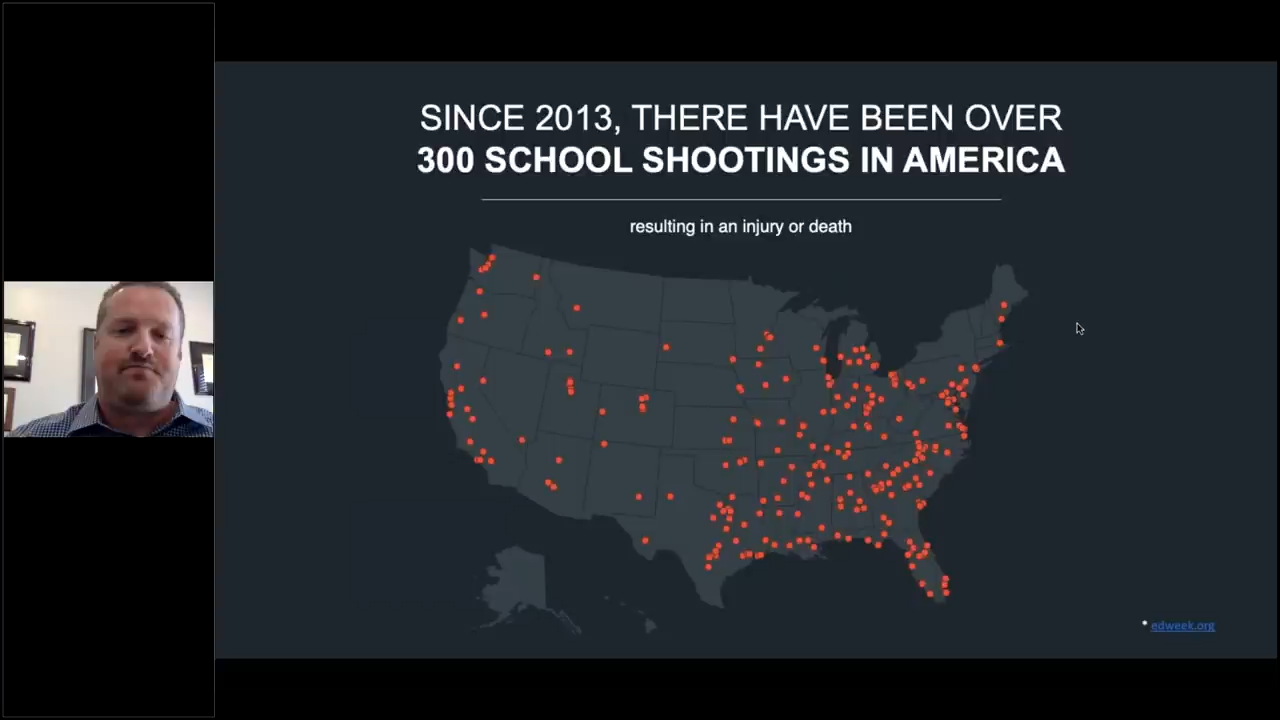 SINCE 2013, THERE HAVE BEEN OVER
300 SCHOOL SHOOTINGS IN AMERICA
resulting in an injury or death
* edweek.org